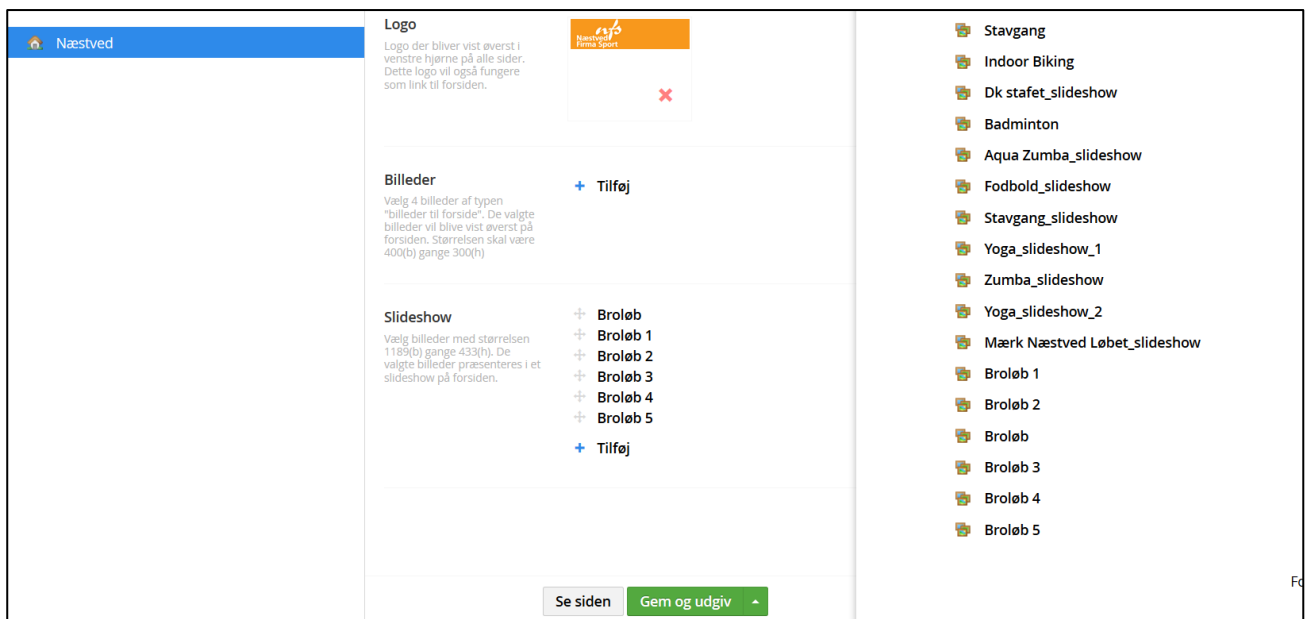 Næstved
Logo
Logo der bliver vist øverst i
venstre hjørne på alle sider.
Dette logo vil også fungere
som link til forsiden.
nfs
Næstved
Firma Sport
Billeder
Vælg 4 billeder af typen
"billeder til forside". De valgte
billeder vil blive vist øverst på
forsiden. Størrelsen skal være
400(b) gange 300(h)
Tilføj
Slideshow
Vælg billeder med størrelsen
1189(b) gange 433(h). De
valgte billeder præsenteres i et
slideshow på forsiden.
Broløb
Broløb 1
Broløb 2
Broløb 3
Broløb 4
Broløb 5
Tilføj
Se siden
Gem og udgiv
Stavgang
Indoor Biking
Dk stafet_slideshow
Badminton
Aqua Zumba_slideshow
Fodbold_slideshow
Stavgang_slideshow
Yoga_slideshow_1
Zumba_slideshow
Yoga_slideshow_2
Mærk Næstved Løbet_slideshow
Broløb 1
Broløb 2
Broløb
Broløb 3
Broløb 4
Broløb 5